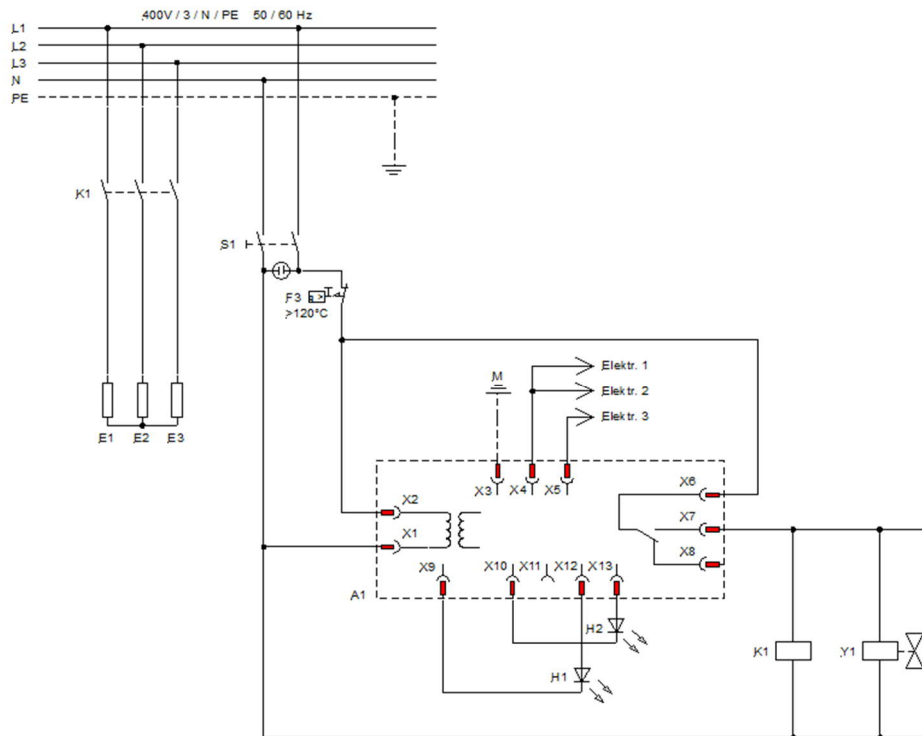 400V / 3 / N / PE 50 / 60 Hz
L1
L2
L3
N
PE
K1
S1
F3
>120°C
E1 E2 E3
M
Elektr. 1
Elektr. 2
Elektr. 3
X3 X4 X5
X6
X7
X8
X2
X1
X9 X10 X11 X12 X13
A1
H2
H1
K1
Y1